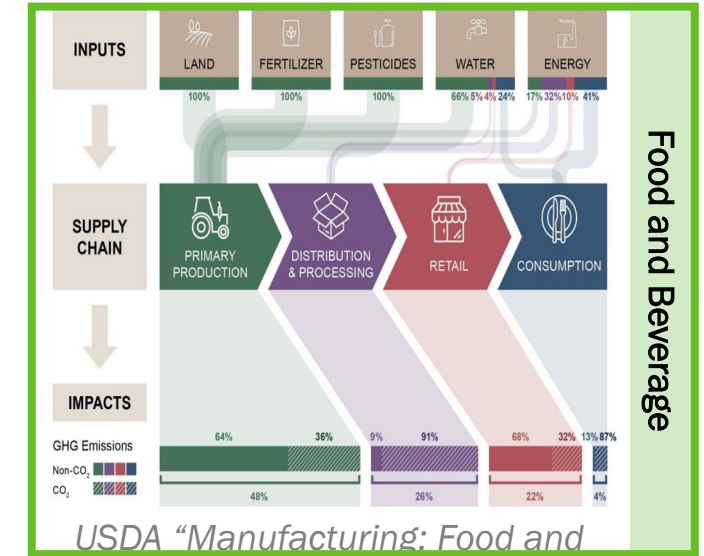 INPUTS
LAND
FERTILIZER
PESTICIDES
WATER
ENERGY
100%
100%
100%
66% 5% 4% 24%
17% 32% 10% 41%
SUPPLY
CHAIN
PRIMARY
PRODUCTION
DISTRIBUTION
& PROCESSING
RETAIL
CONSUMPTION
IMPACTS
GHG Emissions
Non-CO₂
CO₂
64% 36%
9% 91%
68% 32%
13% 87%
48%
26%
22%
4%
USDA “Manufacturing: Food and
Food and Beverage